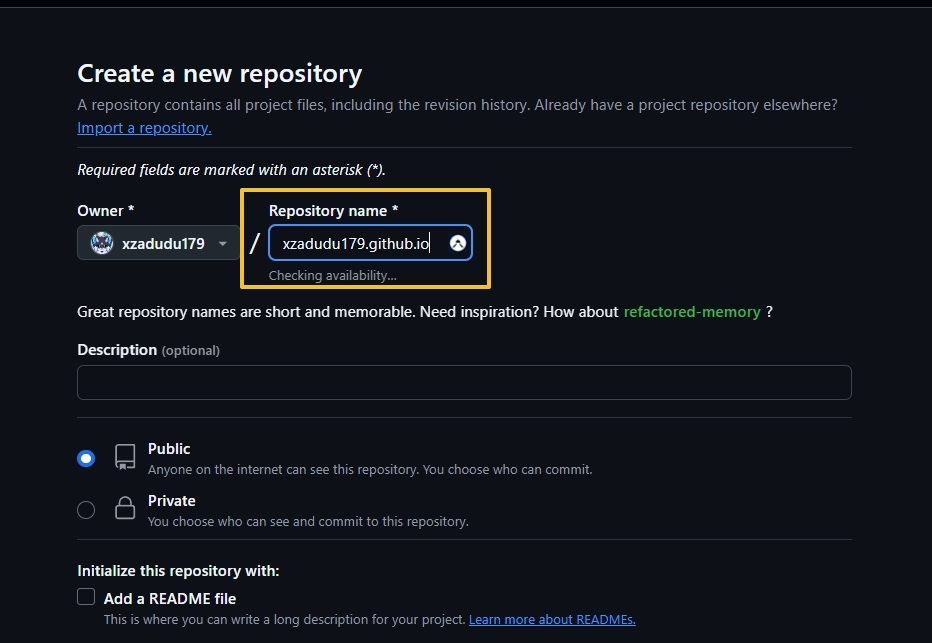 Create a new repository
A repository contains all project files, including the revision history. Already have a project repository elsewhere?
Import a repository.
Required fields are marked with an asterisk (*).
Owner *
Repository name *
xzadudu179
/
xzadudu179.github.io
Checking availability...
Great repository names are short and memorable. Need inspiration? How about refactored-memory ?
Description (optional)
Public
Anyone on the internet can see this repository. You choose who can commit.
Private
You choose who can see and commit to this repository.
Initialize this repository with:
Add a README file
This is where you can write a long description for your project. Learn more about READMEs.